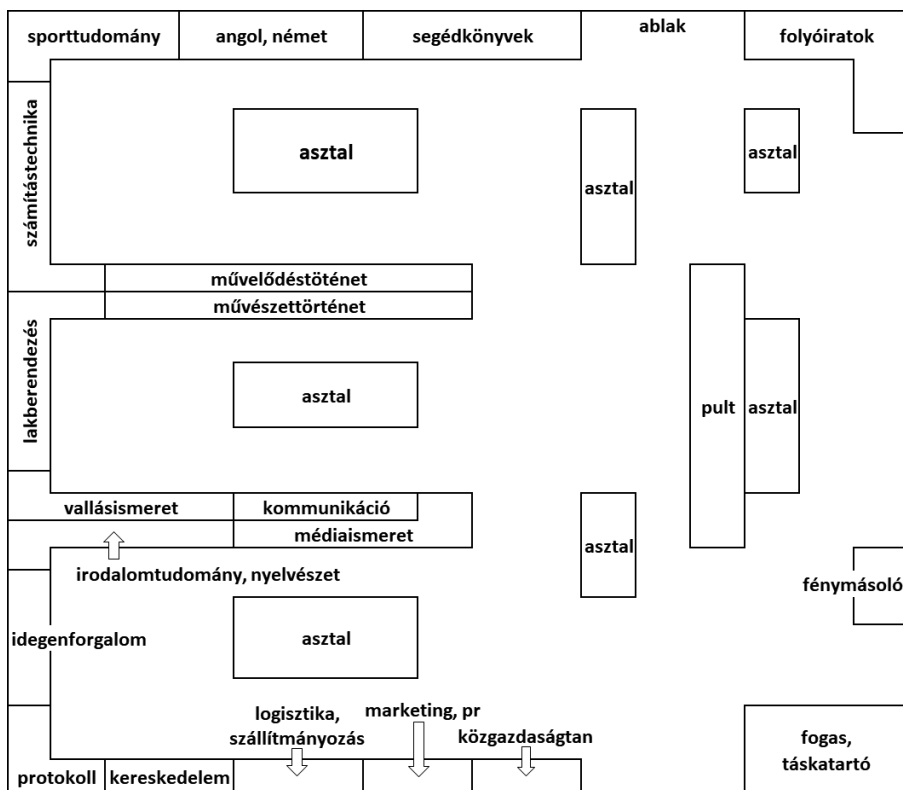 sporttudomány
angol, német
segédkönyvek
ablak
folyóiratok
számítástechnika
asztal
asztal
asztal
művelődéstöténet
művészettörténet
lakberendezés
asztal
pult
asztal
vallásismeret
kommunikáció
médiaismeret
asztal
irodalomtudomány, nyelvészet
fénymásoló
idegenforgalom
asztal
logisztika,
szállítmányozás
marketing, pr
közgazdaságtan
fogas,
táskatartó
protokoll
kereskedelem